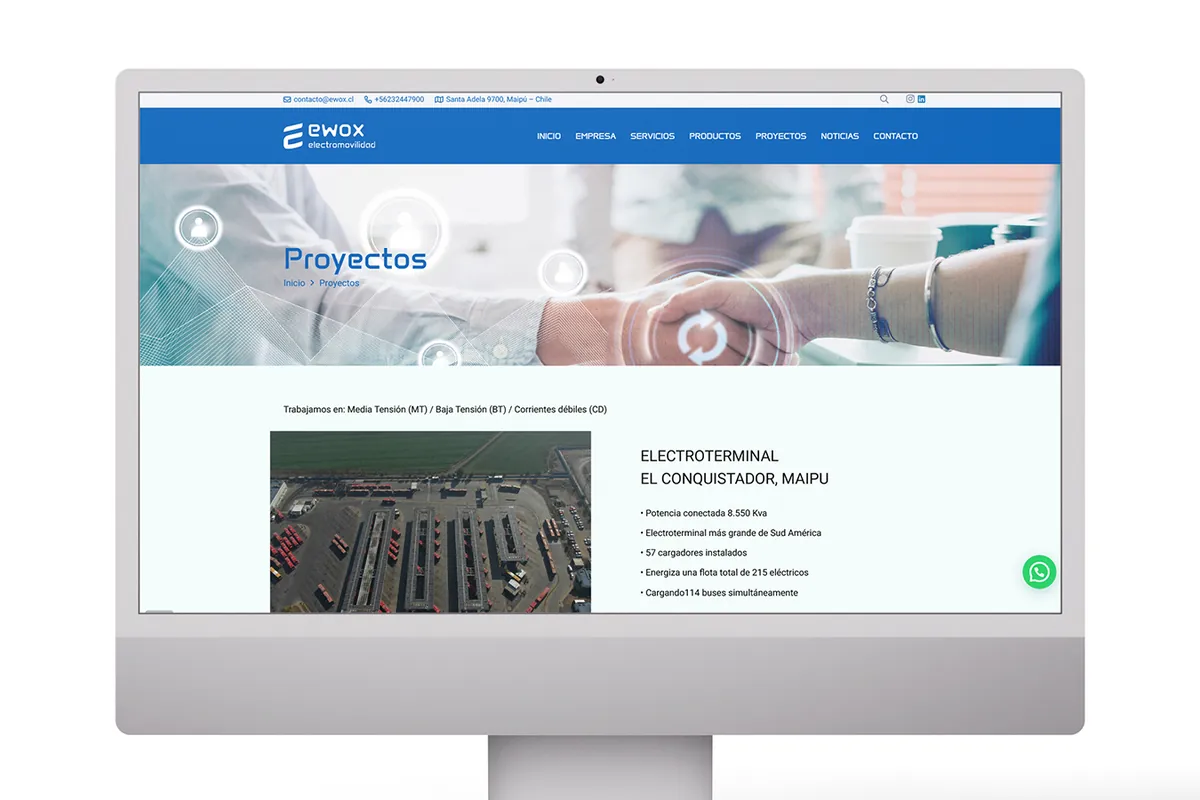 contacto@ewox.cl +56232447900 Santa Adela 9700, Maipú – Chile
ewox
electromovilidad
INICIO EMPRESA SERVICIOS PRODUCTOS PROYECTOS NOTICIAS CONTACTO
Proyectos
Inicio > Proyectos
Trabajamos en: Media Tensión (MT) / Baja Tensión (BT) / Corrientes débiles (CD)
ELECTROTERMINAL
EL CONQUISTADOR, MAIPU
• Potencia conectada 8.550 Kva
• Electroterminal más grande de Sud América
• 57 cargadores instalados
• Energiza una flota total de 215 eléctricos
• Cargando114 buses simultáneamente